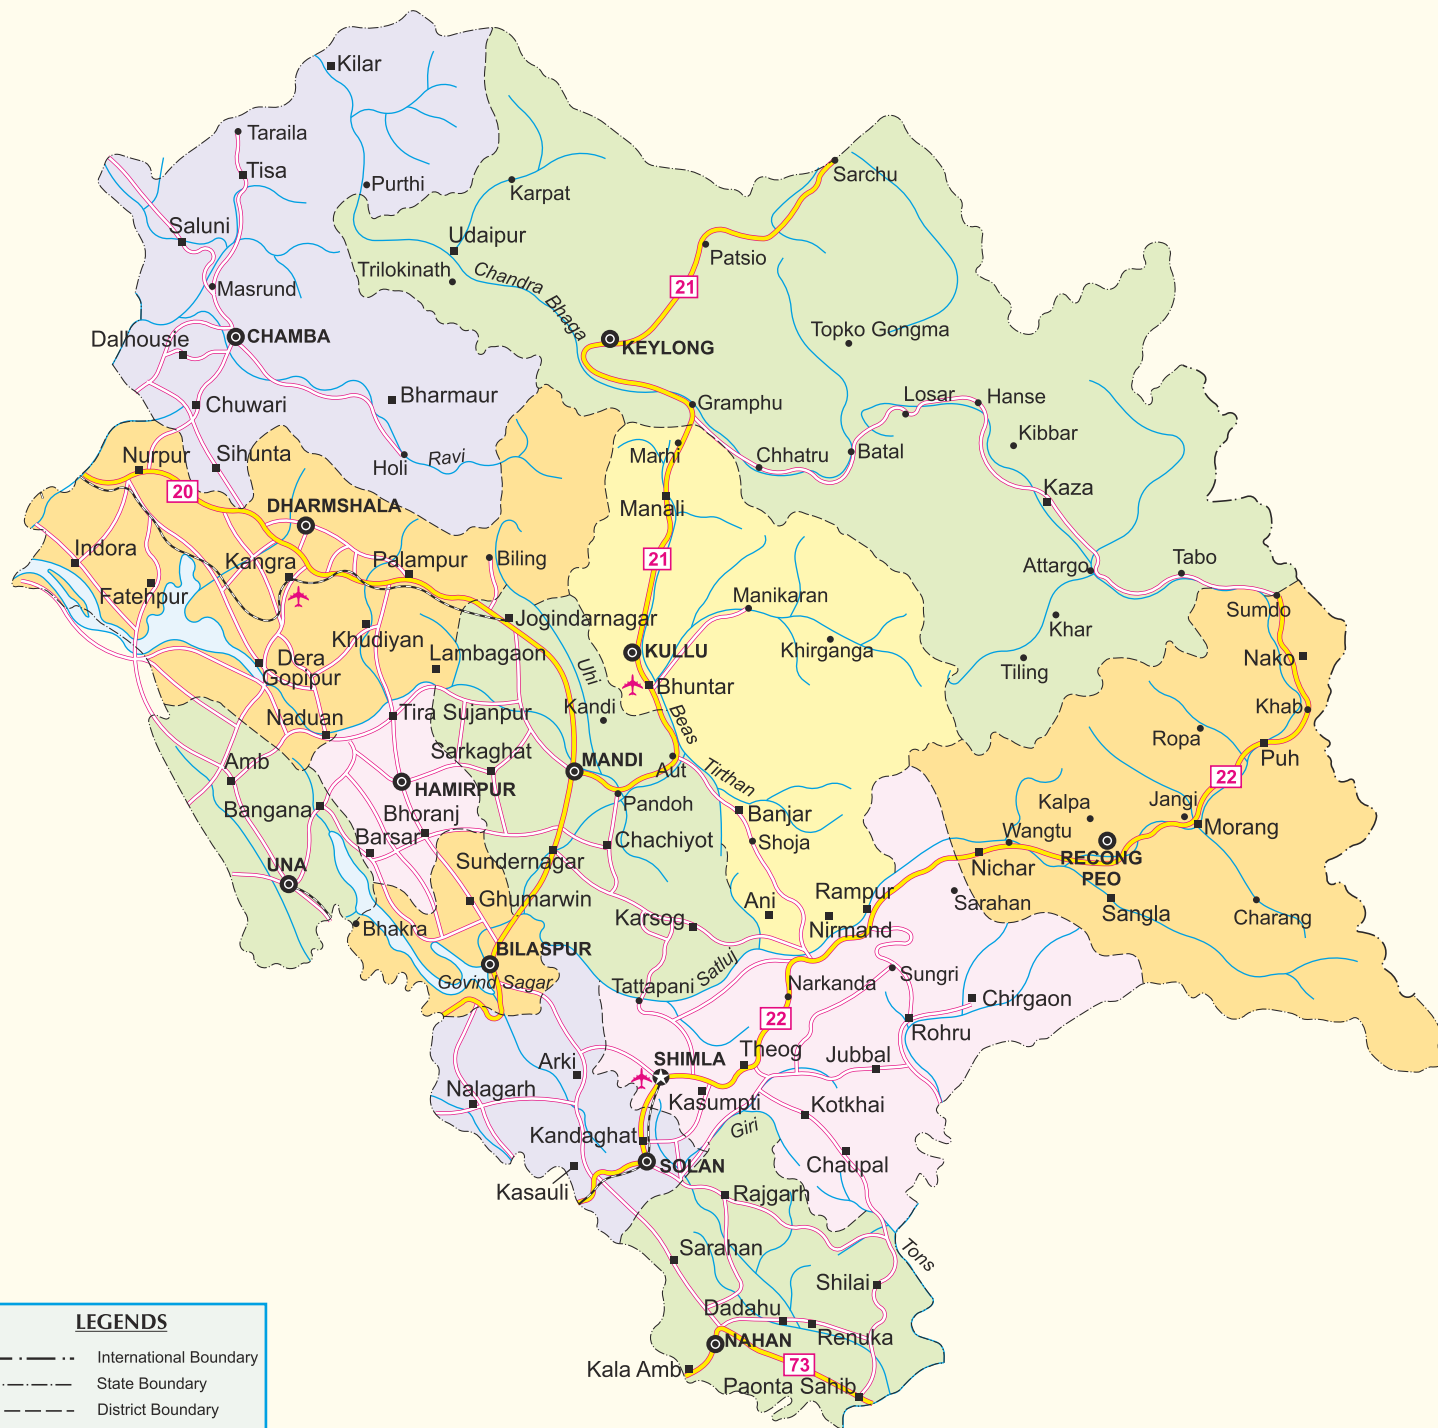 Kilar
Taraila
Tisa
Purthi
Karpat
Sarchu
Saluni
Udaipur
Patsio
Trilokinath
Chandra Bhaga
Masrund
21
Topko Gongma
CHAMBA
Dalhousie
KEYLONG
Bharmaur
Losar
Hanse
Chuwari
Gramphu
Kibbar
Nurpur
Sihunta
Holi
Ravi
Marhi
Chhatru
Batal
20
Kaza
DHARMSHALA
Manali
Indora
Kangra
Palampur
Biling
21
Attargo
Tabo
Fatehpur
Manikaran
Sumdo
Khudiyan
Jogindarnagar
Khar
Dera
Gopipur
Lambagaon
Uhl
KULLU
Khirganga
Nako
Tiling
Bhuntar
Kandi
Khab
Naduan
Tira Sujanpur
Beas
Ropa
Puh
Amb
Sarkaghat
MANDI
Aut
Tirthan
22
Bangana
HAMIRPUR
Pandoh
Kalpa
Jangi
Bhoranj
Banjar
Morang
Barsar
Chachiyot
Shoja
Wangtu
UNA
Sundernagar
Nichar
RECONG
PEO
Ghumarwin
Ani
Rampur
Sarahan
Sangla
Charang
Bhakra
Karsog
Nirmand
BILASPUR
Govind Sagar
Tattapani
Satluj
Narkanda
Sungri
Chirgaon
22
Rohru
Arki
SHIMLA
Theog
Jubbal
Nalagarh
Kasumpti
Kotkhai
Kandaghat
Giri
SOLAN
Chaupal
Kasauli
Rajgarh
Sarahan
Tons
Shilai
Dadahu
NAHAN
Renuka
Kala Amb
73
Paonta Sahib
LEGENDS
International Boundary
State Boundary
District Boundary